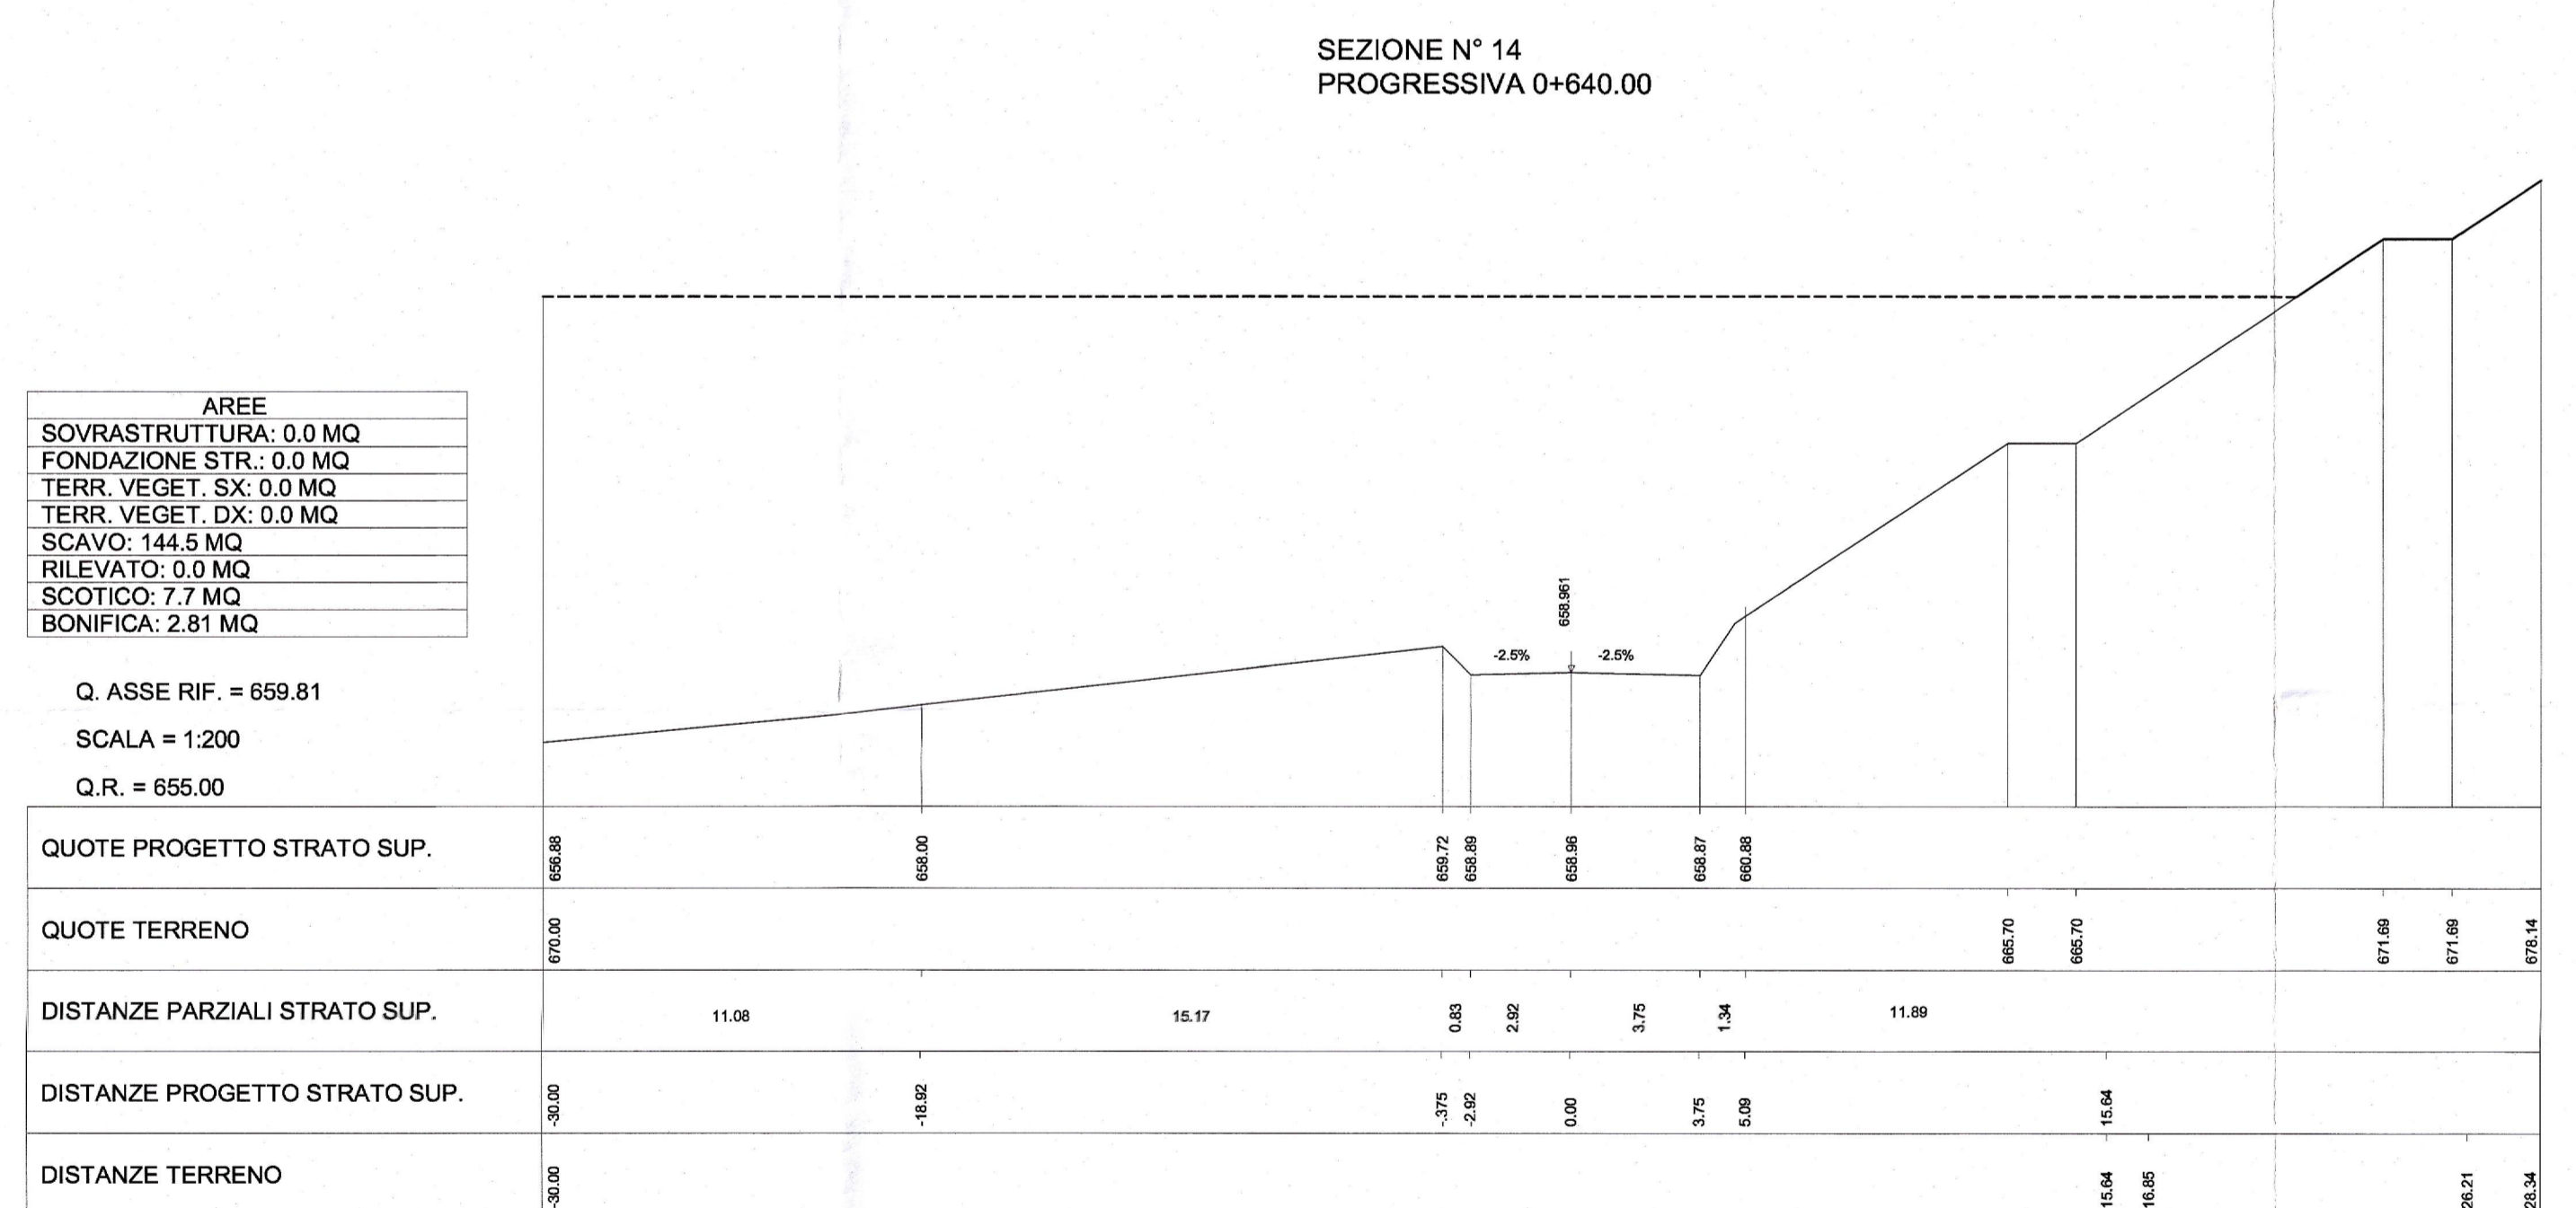 SEZIONE N° 14
PROGRESSIVA 0+640.00
AREE
SOVRASTRUTTURA: 0.0 MQ
FONDAZIONE STR.: 0.0 MQ
TERR. VEGET. SX: 0.0 MQ
TERR. VEGET. DX: 0.0 MQ
SCAVO: 144.5 MQ
RILEVATO: 0.0 MQ
SCOTICO: 7.7 MQ
BONIFICA: 2.81 MQ
658.961
-2.5% -2.5%
Q. ASSE RIF. = 659.81
SCALA = 1:200
Q.R. = 655.00
QUOTE PROGETTO STRATO SUP. 656.88 658.00 659.72 658.89 658.96 658.87 660.88
QUOTE TERRENO 670.00 665.70 665.70 671.69 671.69 678.14
DISTANZE PARZIALI STRATO SUP. 11.08 15.17 0.83 2.92 3.75 1.34 11.89
DISTANZE PROGETTO STRATO SUP. -30.00 -18.92 -.375 -2.92 0.00 3.75 5.09 15.64
DISTANZE TERRENO -30.00 15.64 16.85 26.21 28.34